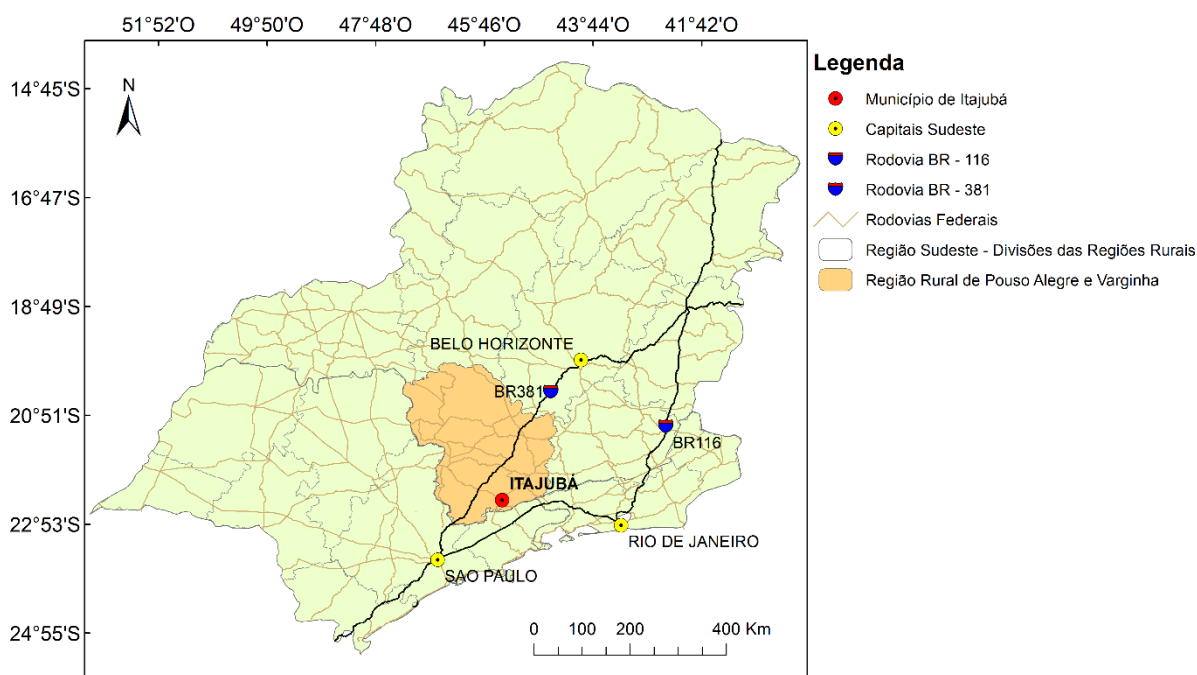 51°52'O 49°50'O 47°48'O 45°46'O 43°44'O 41°42'O
14°45'S
16°47'S
18°49'S
20°51'S
22°53'S
24°55'S
N
BELO HORIZONTE
BR381
BR116
ITAJUBÁ
RIO DE JANEIRO
SAO PAULO
0 100 200 400 Km
Legenda
Município de Itajubá
Capitais Sudeste
Rodovia BR - 116
Rodovia BR - 381
Rodovias Federais
Região Sudeste - Divisões das Regiões Rurais
Região Rural de Pouso Alegre e Varginha